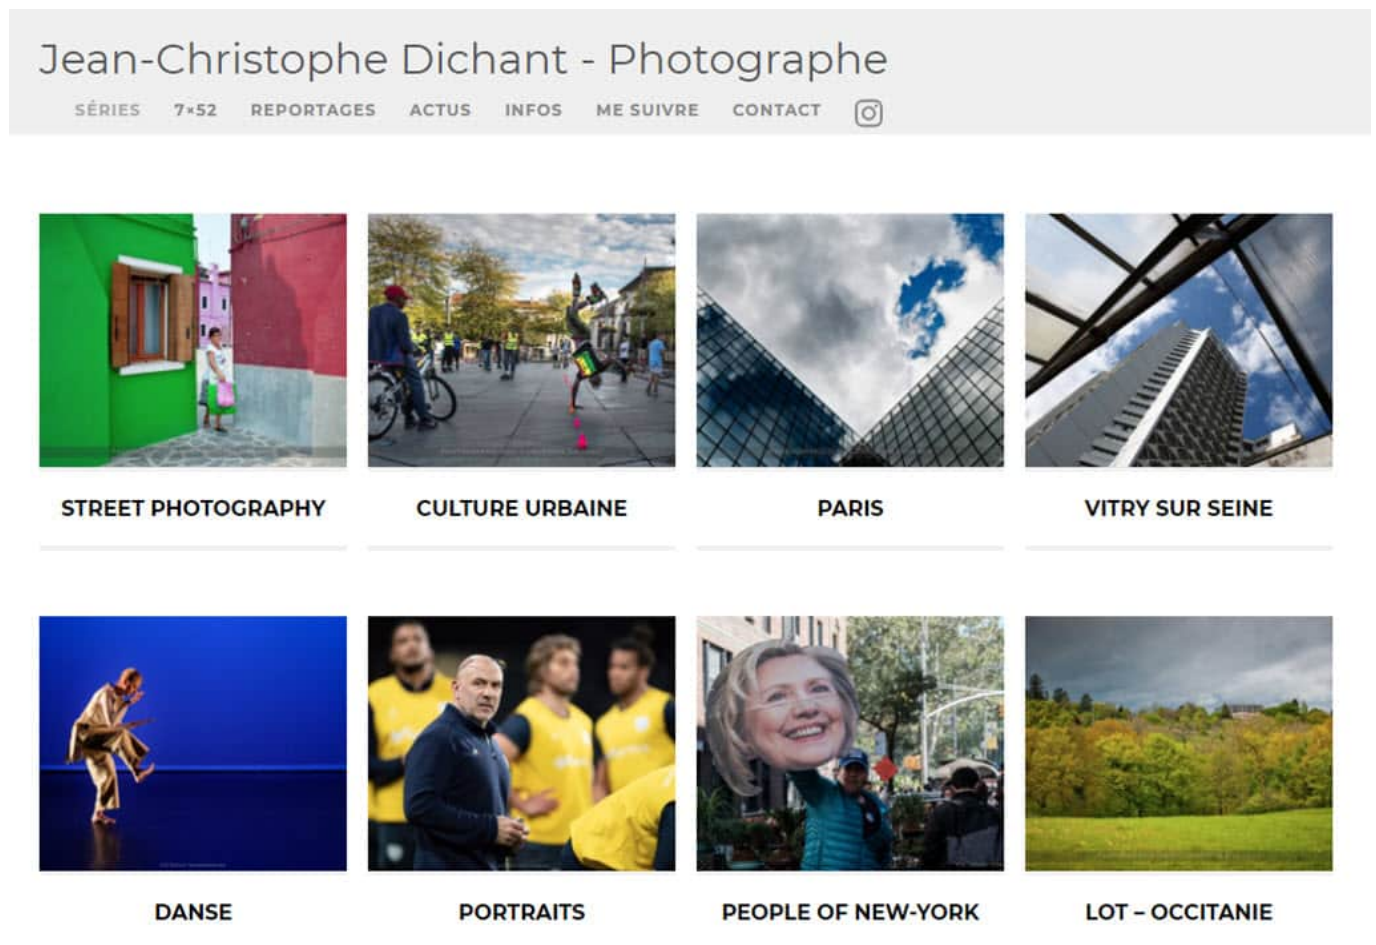 Jean-Christophe Dichant - Photographe
SÉRIES 7×52 REPORTAGES ACTUS INFOS ME SUIVRE CONTACT
STREET PHOTOGRAPHY CULTURE URBAINE PARIS VITRY SUR SEINE
DANSE PORTRAITS PEOPLE OF NEW-YORK LOT – OCCITANIE